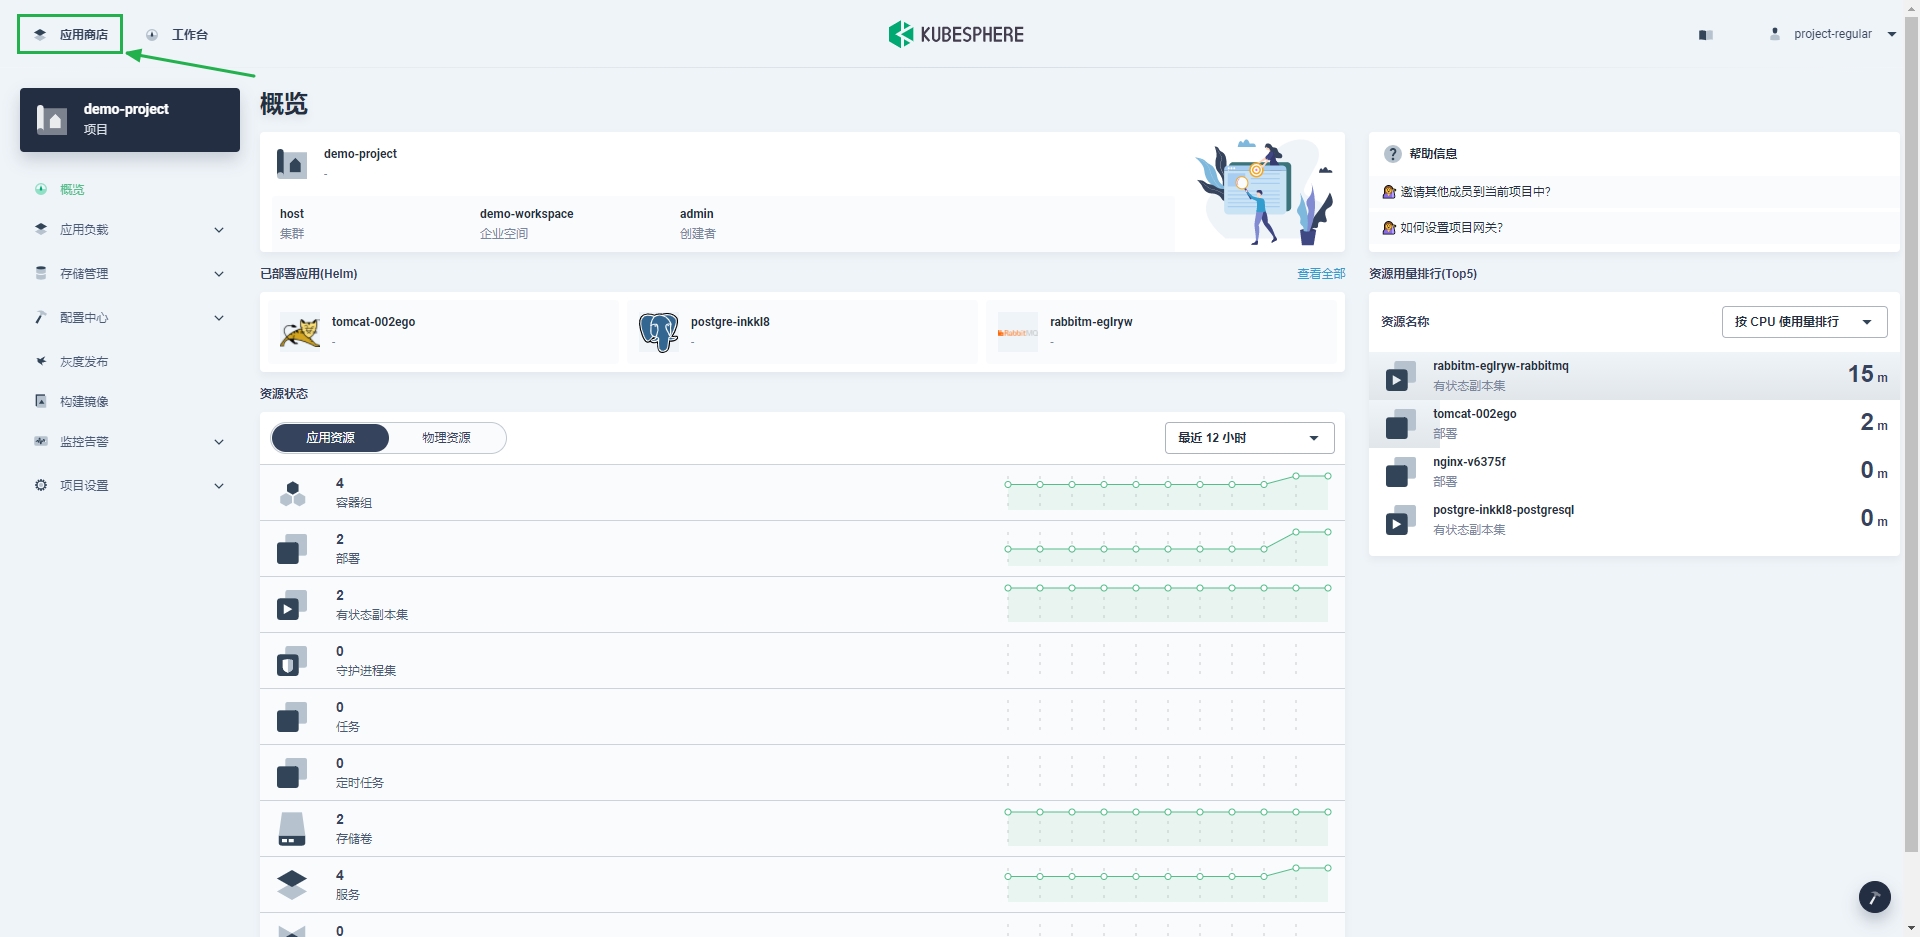 应用商店
工作台
KUBESPHERE
project-regular
demo-project
项目
概览
应用负载
存储管理
配置中心
灰度发布
构建镜像
监控告警
项目设置
概览
demo-project
-
host
集群
demo-workspace
企业空间
admin
创建者
已部署应用(Helm)
查看全部
tomcat-002ego
-
postgre-inkkl8
-
RabbitMQ
rabbitm-eglryw
-
资源状态
应用资源
物理资源
最近 12 小时
4
容器组
2
部署
2
有状态副本集
0
守护进程集
0
任务
0
定时任务
2
存储卷
4
服务
0
? 帮助信息
邀请其他成员到当前项目中?
如何设置项目网关?
资源用量排行(Top5)
资源名称
按 CPU 使用量排行
rabbitm-eglryw-rabbitmq
有状态副本集
15 m
tomcat-002ego
部署
2 m
nginx-v6375f
部署
0 m
postgre-inkkl8-postgresql
有状态副本集
0 m